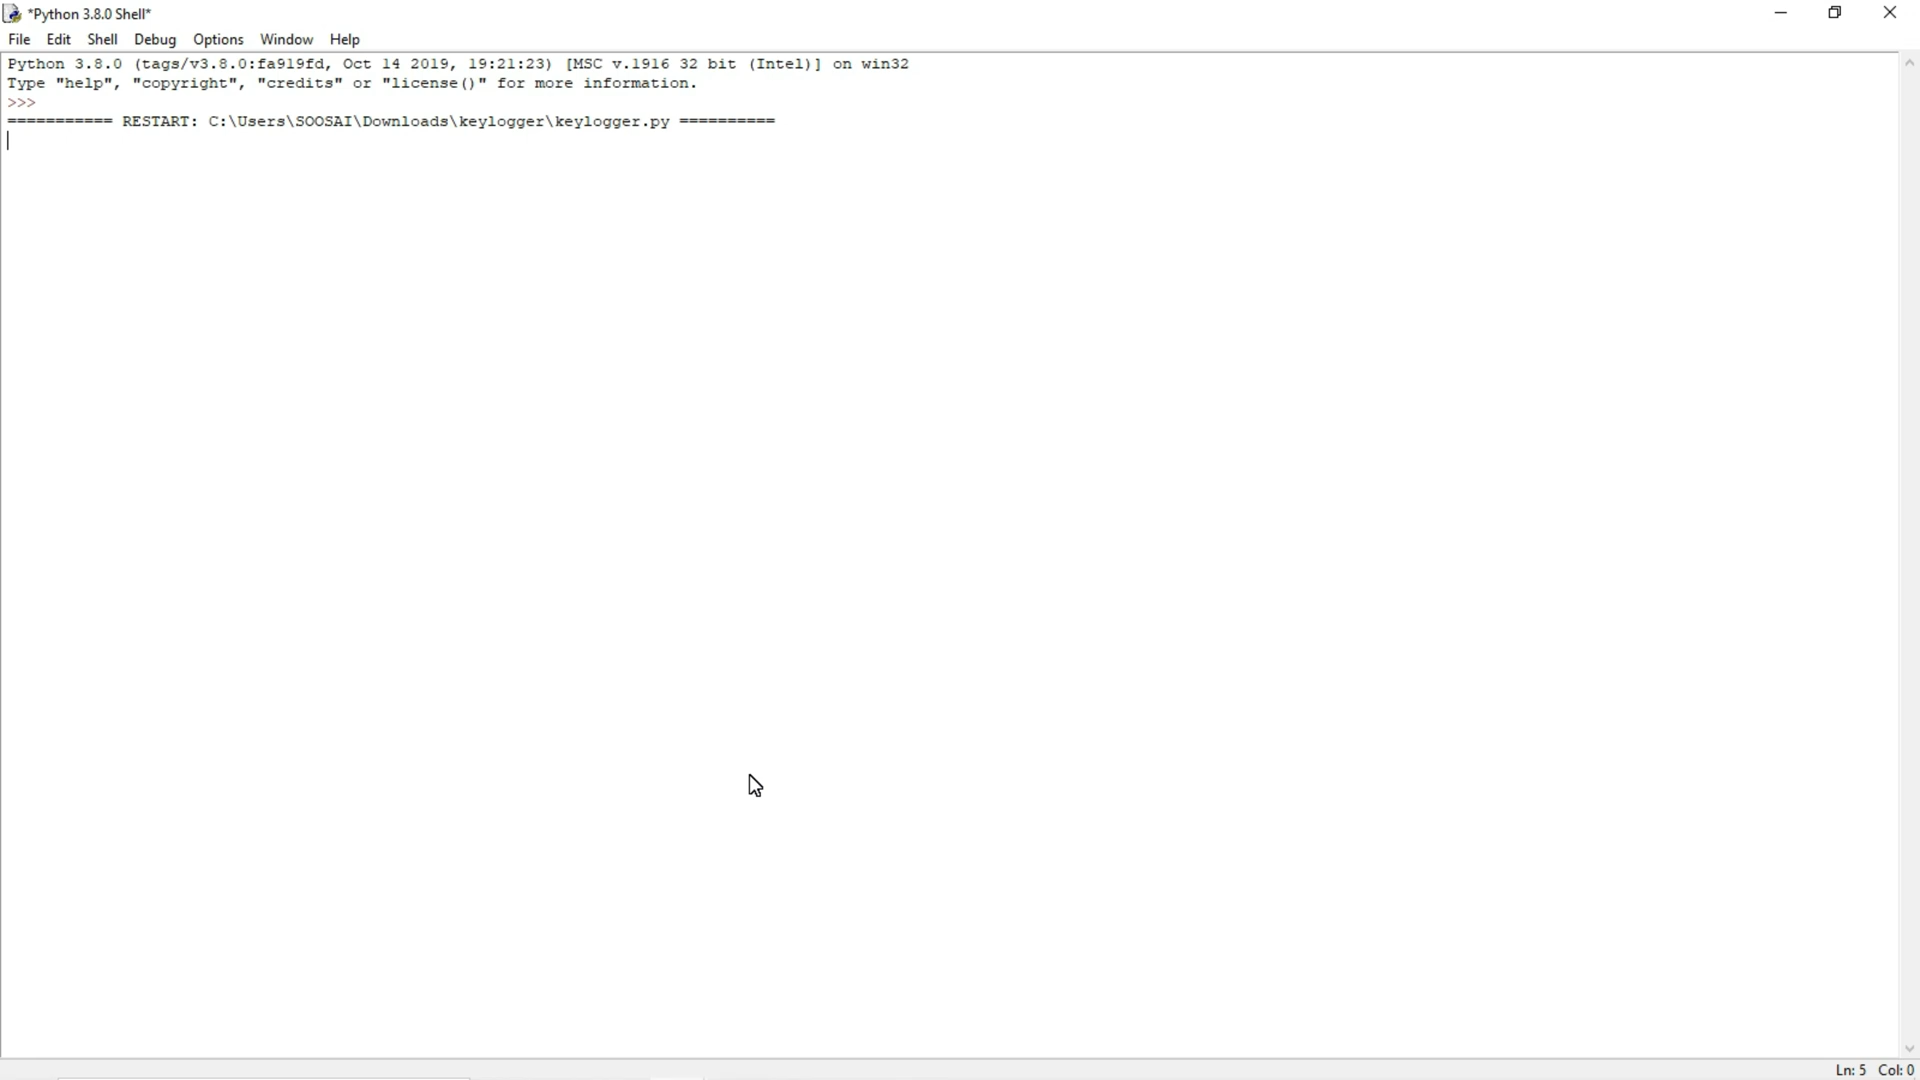 *Python 3.8.0 Shell*
File Edit Shell Debug Options Window Help
Python 3.8.0 (tags/v3.8.0:fa919fd, Oct 14 2019, 19:21:23) [MSC v.1916 32 bit (Intel)] on win32
Type "help", "copyright", "credits" or "license()" for more information.
>>>
=========== RESTART: C:\Users\SOOSAI\Downloads\keylogger\keylogger.py ==========
Ln: 5 Col: 0